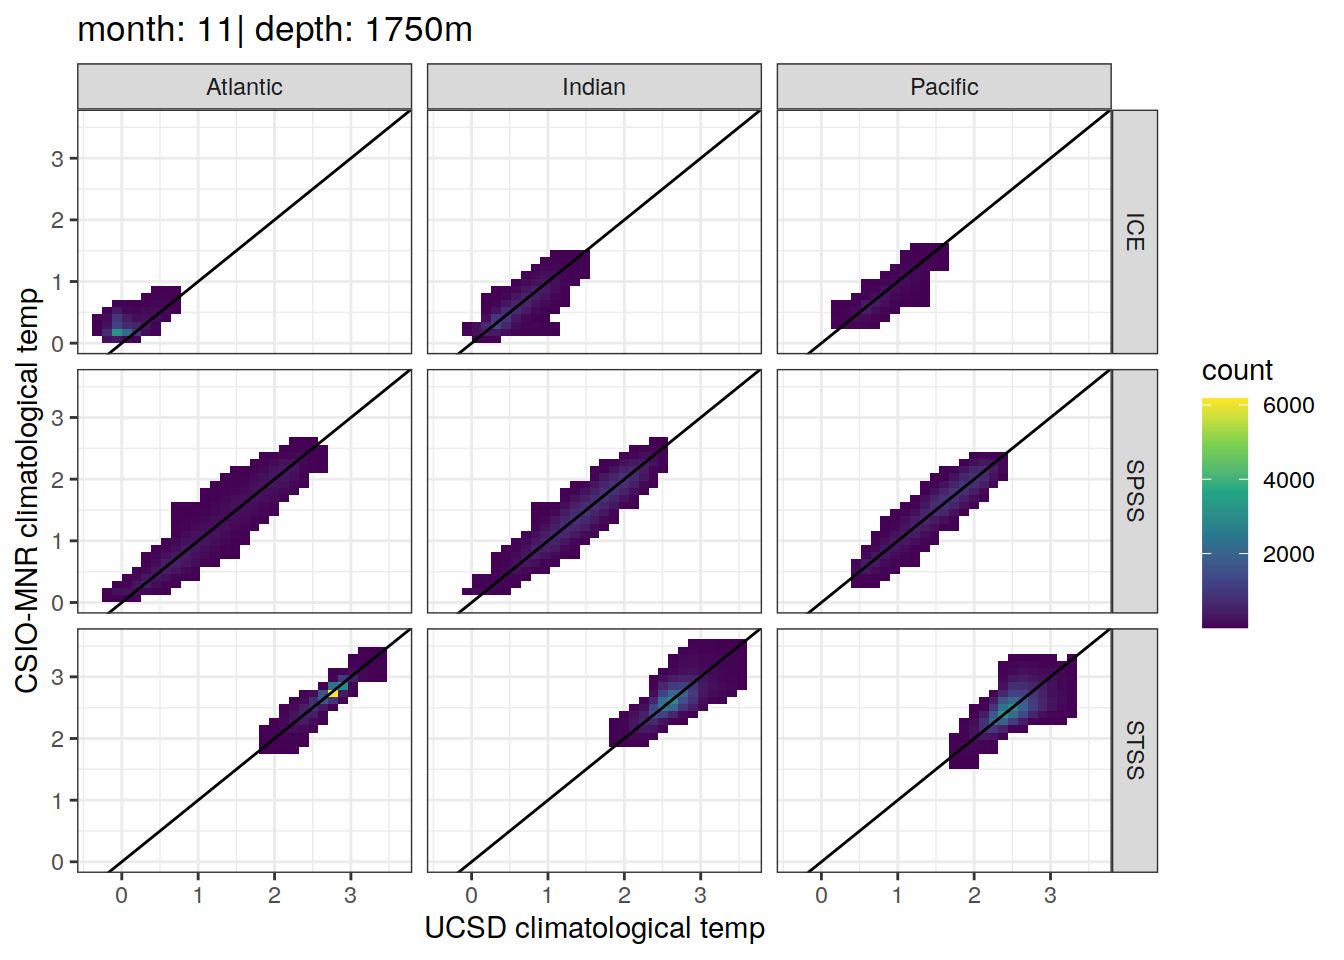 month: 11| depth: 1750m
Atlantic
Indian
Pacific
3
2
1
0
ICE
3
2
1
0
SPSS
3
2
1
0
STSS
0 1 2 3
0 1 2 3
0 1 2 3
UCSD climatological temp
CSIO-MNR climatological temp
count
6000
4000
2000